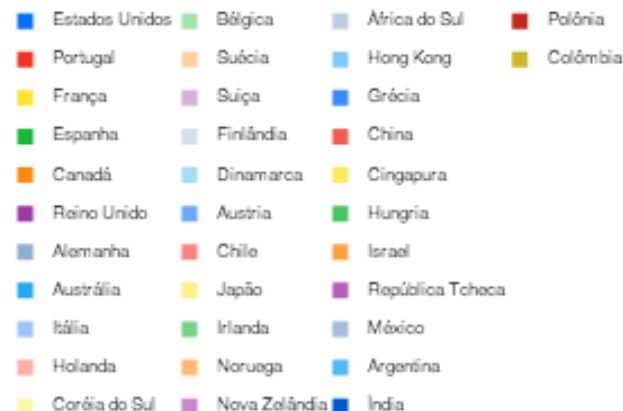 Estados Unidos Bélgica África do Sul Polônia
Portugal Suécia Hong Kong Colômbia
França Suiça Grécia
Espanha Finlândia China
Canadá Dinamarca Cingapura
Reino Unido Austria Hungria
Alemanha Chile Israel
Austrália Japão República Tcheca
Itália Irlanda México
Holanda Noruega Argentina
Coréia do Sul Nova Zelândia Índia